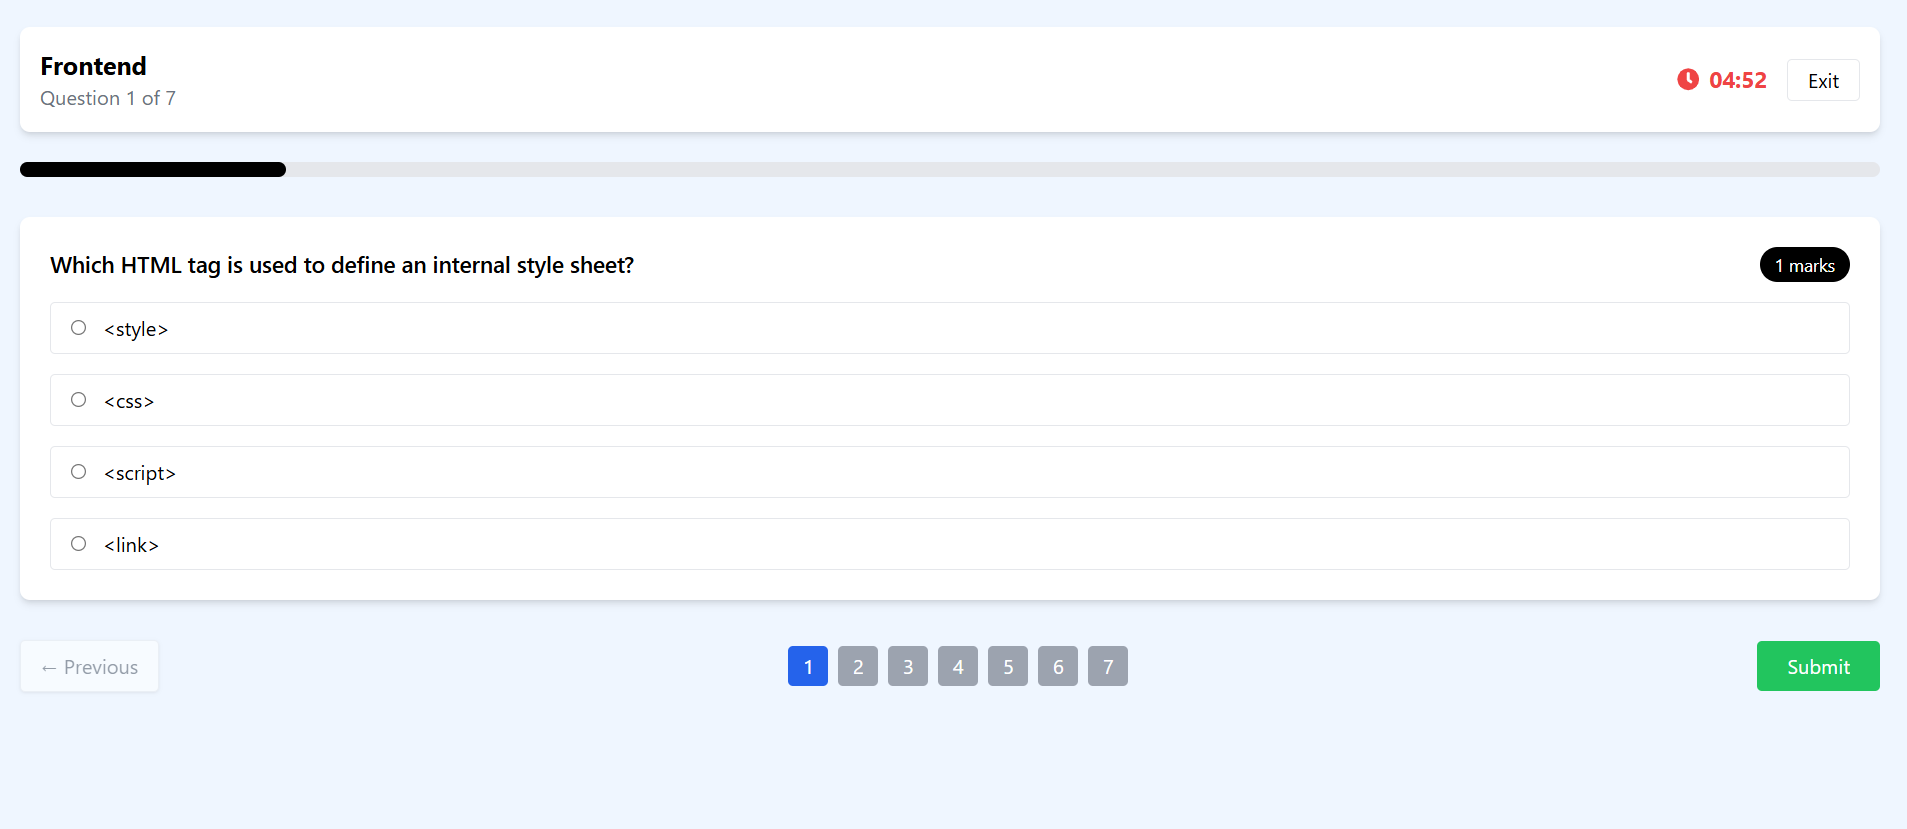 Frontend
Question 1 of 7
04:52
Exit
Which HTML tag is used to define an internal style sheet?
1 marks
<style>
<css>
<script>
<link>
← Previous
1 2 3 4 5 6 7
Submit